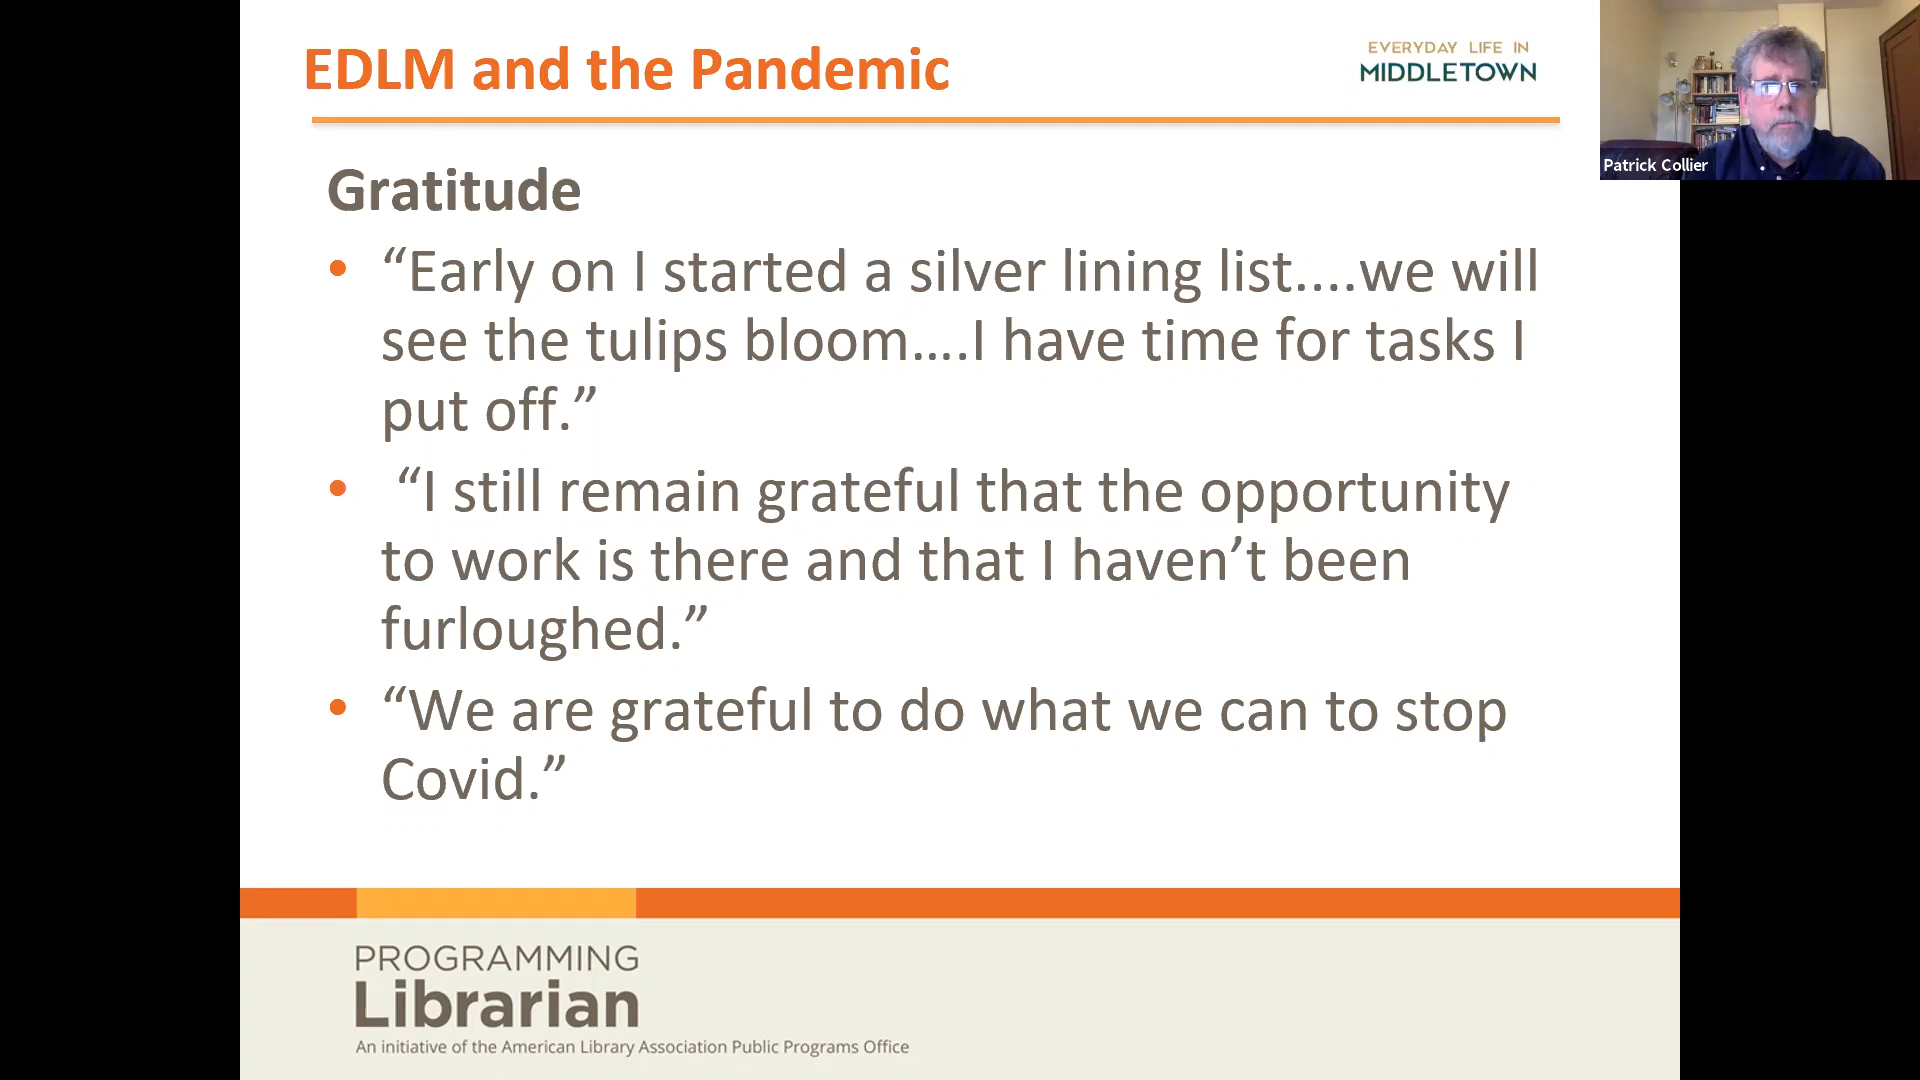 EDLM and the Pandemic
EVERYDAY LIFE IN
MIDDLETOWN
Patrick Collier
Gratitude
• “Early on I started a silver lining list....we will
see the tulips bloom….I have time for tasks I
put off.”
• “I still remain grateful that the opportunity
to work is there and that I haven’t been
furloughed.”
• “We are grateful to do what we can to stop
Covid.”
PROGRAMMING
Librarian
An initiative of the American Library Association Public Programs Office